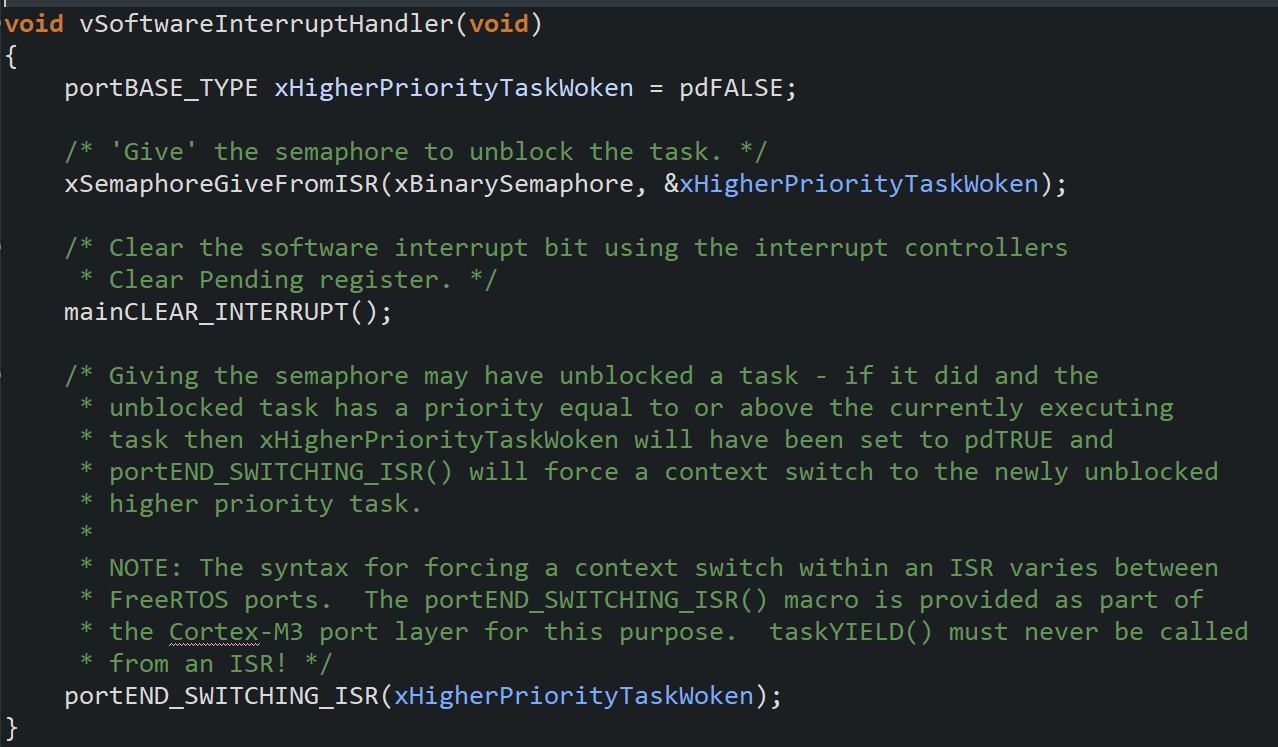 void vSoftwareInterruptHandler(void)
{
    portBASE_TYPE xHigherPriorityTaskWoken = pdFALSE;

    /* 'Give' the semaphore to unblock the task. */
    xSemaphoreGiveFromISR(xBinarySemaphore, &xHigherPriorityTaskWoken);

    /* Clear the software interrupt bit using the interrupt controllers
     * Clear Pending register. */
    mainCLEAR_INTERRUPT();

    /* Giving the semaphore may have unblocked a task - if it did and the
     * unblocked task has a priority equal to or above the currently executing
     * task then xHigherPriorityTaskWoken will have been set to pdTRUE and
     * portEND_SWITCHING_ISR() will force a context switch to the newly unblocked
     * higher priority task.
     *
     * NOTE: The syntax for forcing a context switch within an ISR varies between
     * FreeRTOS ports.  The portEND_SWITCHING_ISR() macro is provided as part of
     * the Cortex-M3 port layer for this purpose.  taskYIELD() must never be called
     * from an ISR! */
    portEND_SWITCHING_ISR(xHigherPriorityTaskWoken);
}